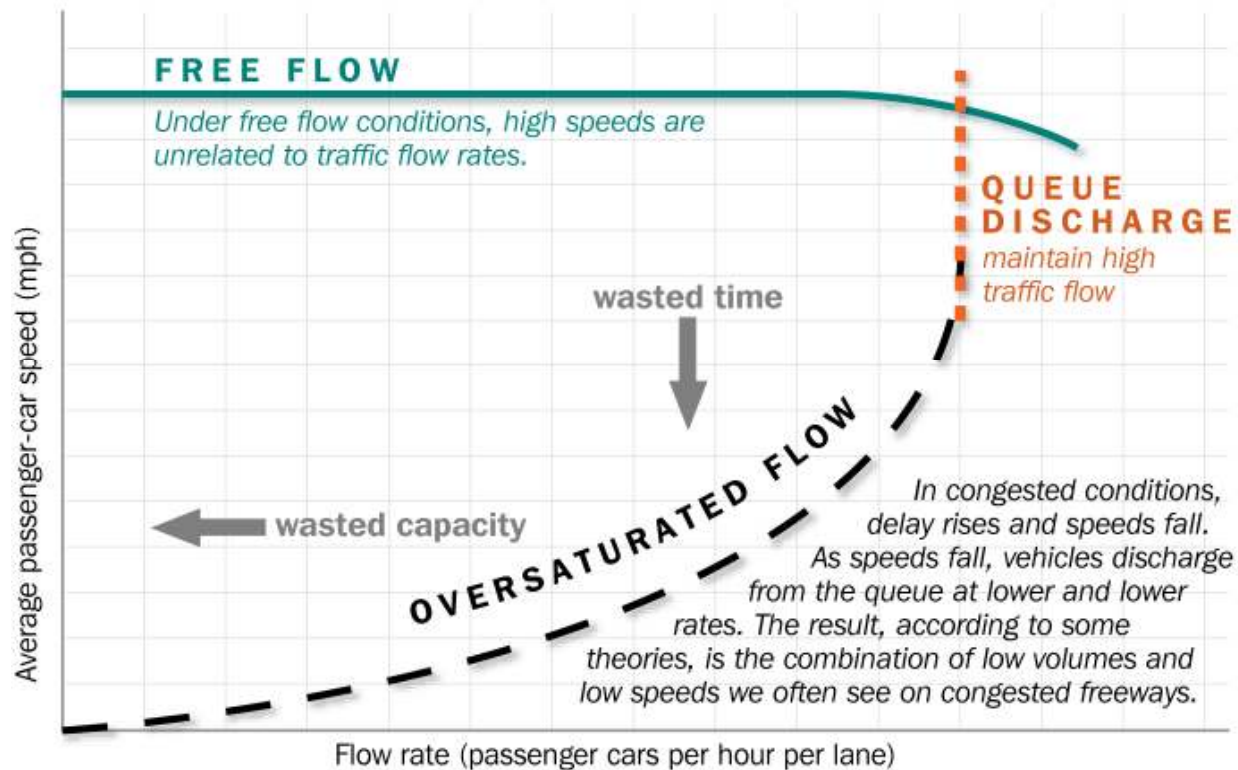 FREE FLOW
Under free flow conditions, high speeds are
unrelated to traffic flow rates.
QUEUE
DISCHARGE
maintain high
traffic flow
wasted time
wasted capacity
OVERSATURATED FLOW
In congested conditions,
delay rises and speeds fall.
As speeds fall, vehicles discharge
from the queue at lower and lower
rates. The result, according to some
theories, is the combination of low volumes and
low speeds we often see on congested freeways.
Average passenger-car speed (mph)
Flow rate (passenger cars per hour per lane)